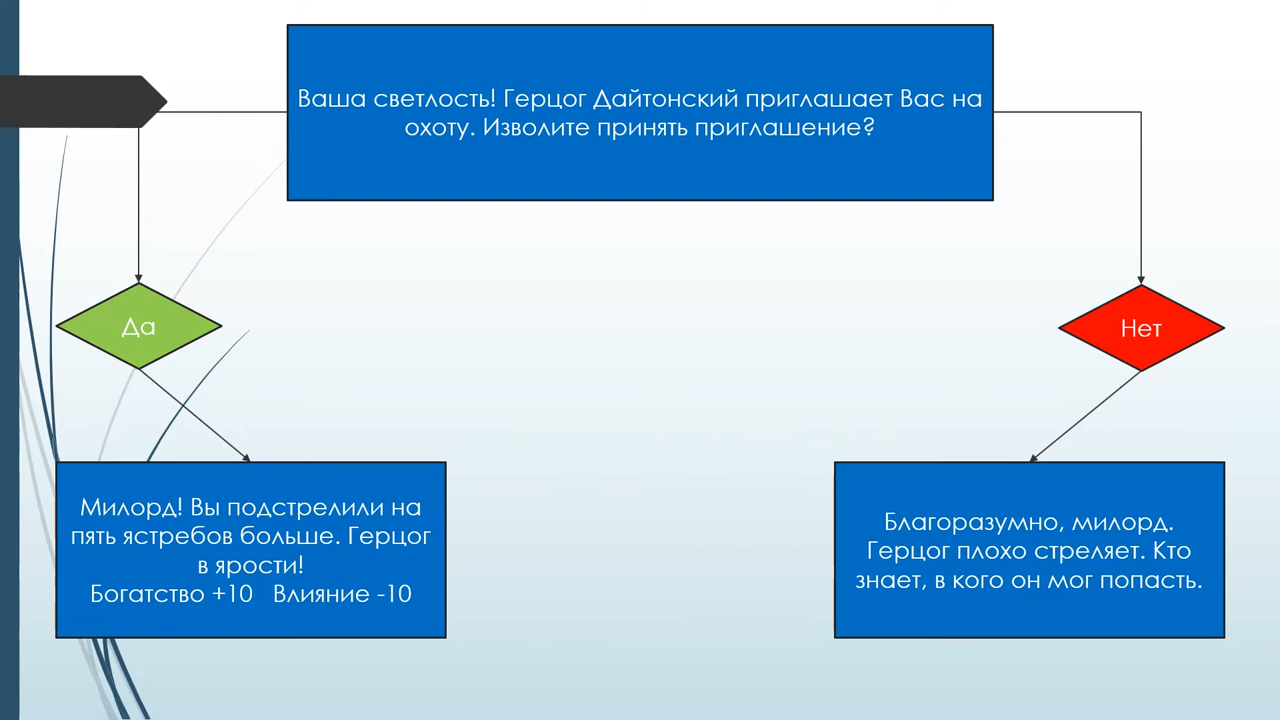 Ваша светлость! Герцог Дайтонский приглашает Вас на
охоту. Изволите принять приглашение?
Да
Нет
Милорд! Вы подстрелили на
пять ястребов больше. Герцог
в ярости!
Богатство +10   Влияние -10
Благоразумно, милорд.
Герцог плохо стреляет. Кто
знает, в кого он мог попасть.